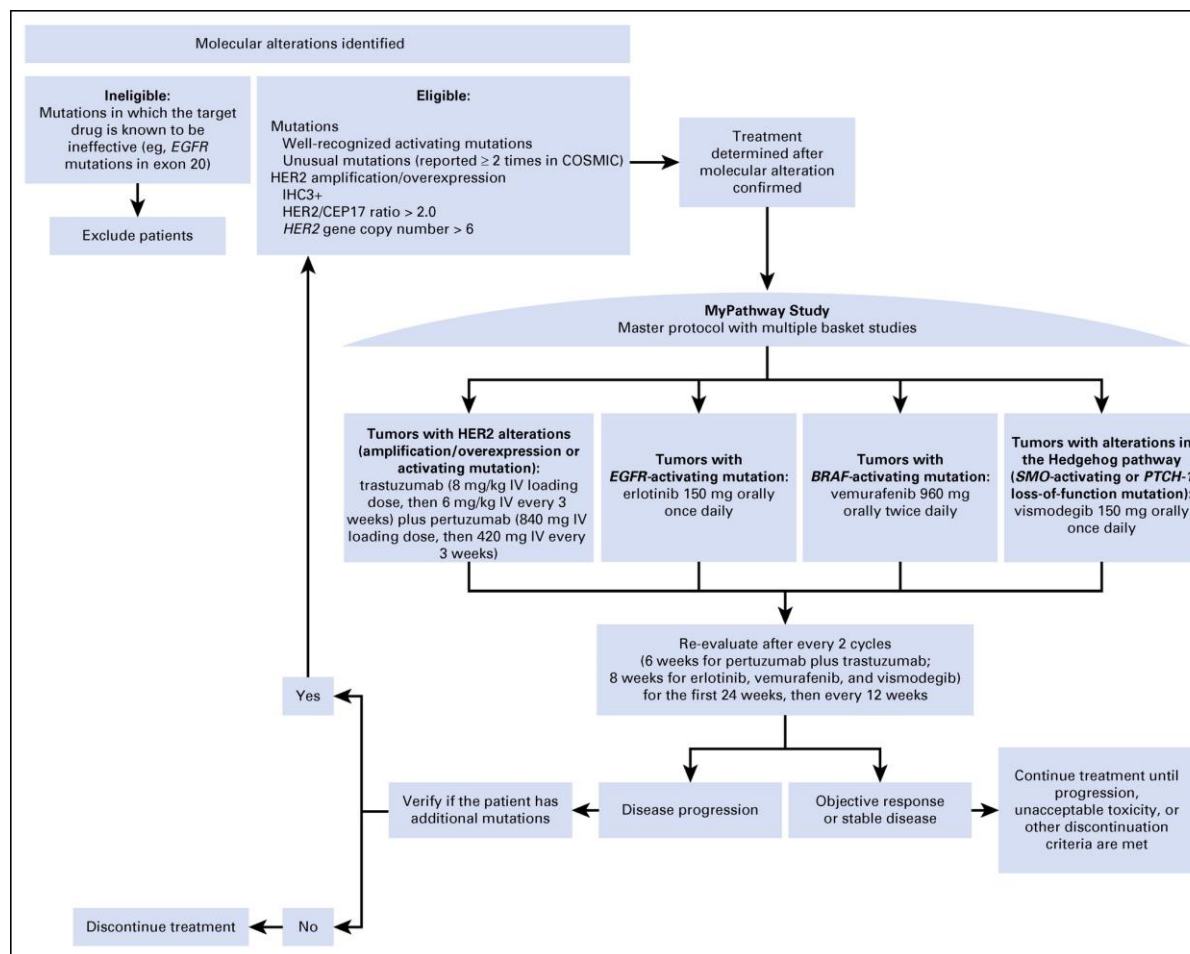 Molecular alterations identified
Ineligible:
Mutations in which the target
drug is known to be
ineffective (eg, EGFR
mutations in exon 20)
Exclude patients
Eligible:
Mutations
Well-recognized activating mutations
Unusual mutations (reported ≥ 2 times in COSMIC)
HER2 amplification/overexpression
IHC3+
HER2/CEP17 ratio > 2.0
HER2 gene copy number > 6
Treatment
determined after
molecular alteration
confirmed
MyPathway Study
Master protocol with multiple basket studies
Tumors with HER2 alterations
(amplification/overexpression or
activating mutation):
trastuzumab (8 mg/kg IV loading
dose, then 6 mg/kg IV every 3
weeks) plus pertuzumab (840 mg IV
loading dose, then 420 mg IV every
3 weeks)
Tumors with
EGFR-activating mutation:
erlotinib 150 mg orally
once daily
Tumors with
BRAF-activating mutation:
vemurafenib 960 mg
orally twice daily
Tumors with alterations in
the Hedgehog pathway
(SMO-activating or PTCH-1
loss-of-function mutation):
vismodegib 150 mg orally
once daily
Re-evaluate after every 2 cycles
(6 weeks for pertuzumab plus trastuzumab;
8 weeks for erlotinib, vemurafenib, and vismodegib)
for the first 24 weeks, then every 12 weeks
Yes
Verify if the patient has
additional mutations
Disease progression
Objective response
or stable disease
Continue treatment until
progression,
unacceptable toxicity, or
other discontinuation
criteria are met
Discontinue treatment
No